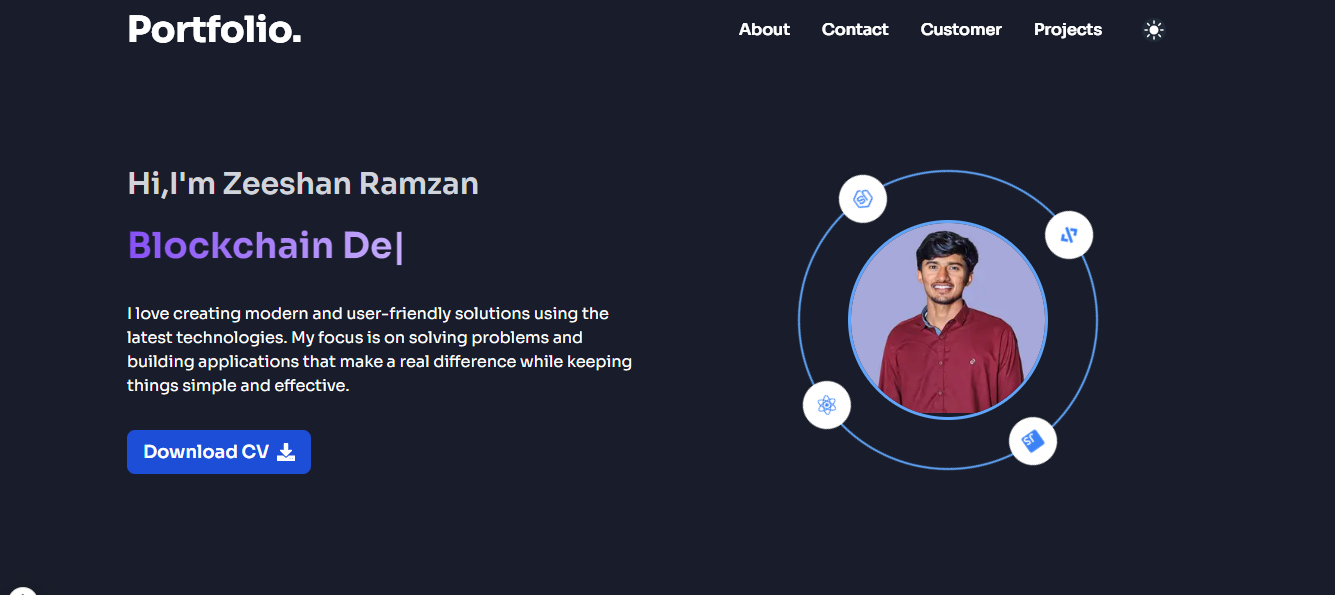 Portfolio.
About Contact Customer Projects
Hi,I'm Zeeshan Ramzan
Blockchain De|
I love creating modern and user-friendly solutions using the
latest technologies. My focus is on solving problems and
building applications that make a real difference while keeping
things simple and effective.
Download CV
JS